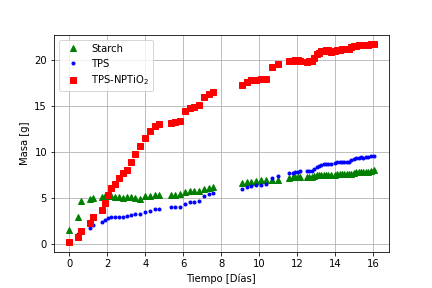 Starch
TPS
TPS-NPTiO₂
Masa [g]
20
15
10
5
0
0 2 4 6 8 10 12 14 16
Tiempo [Días]